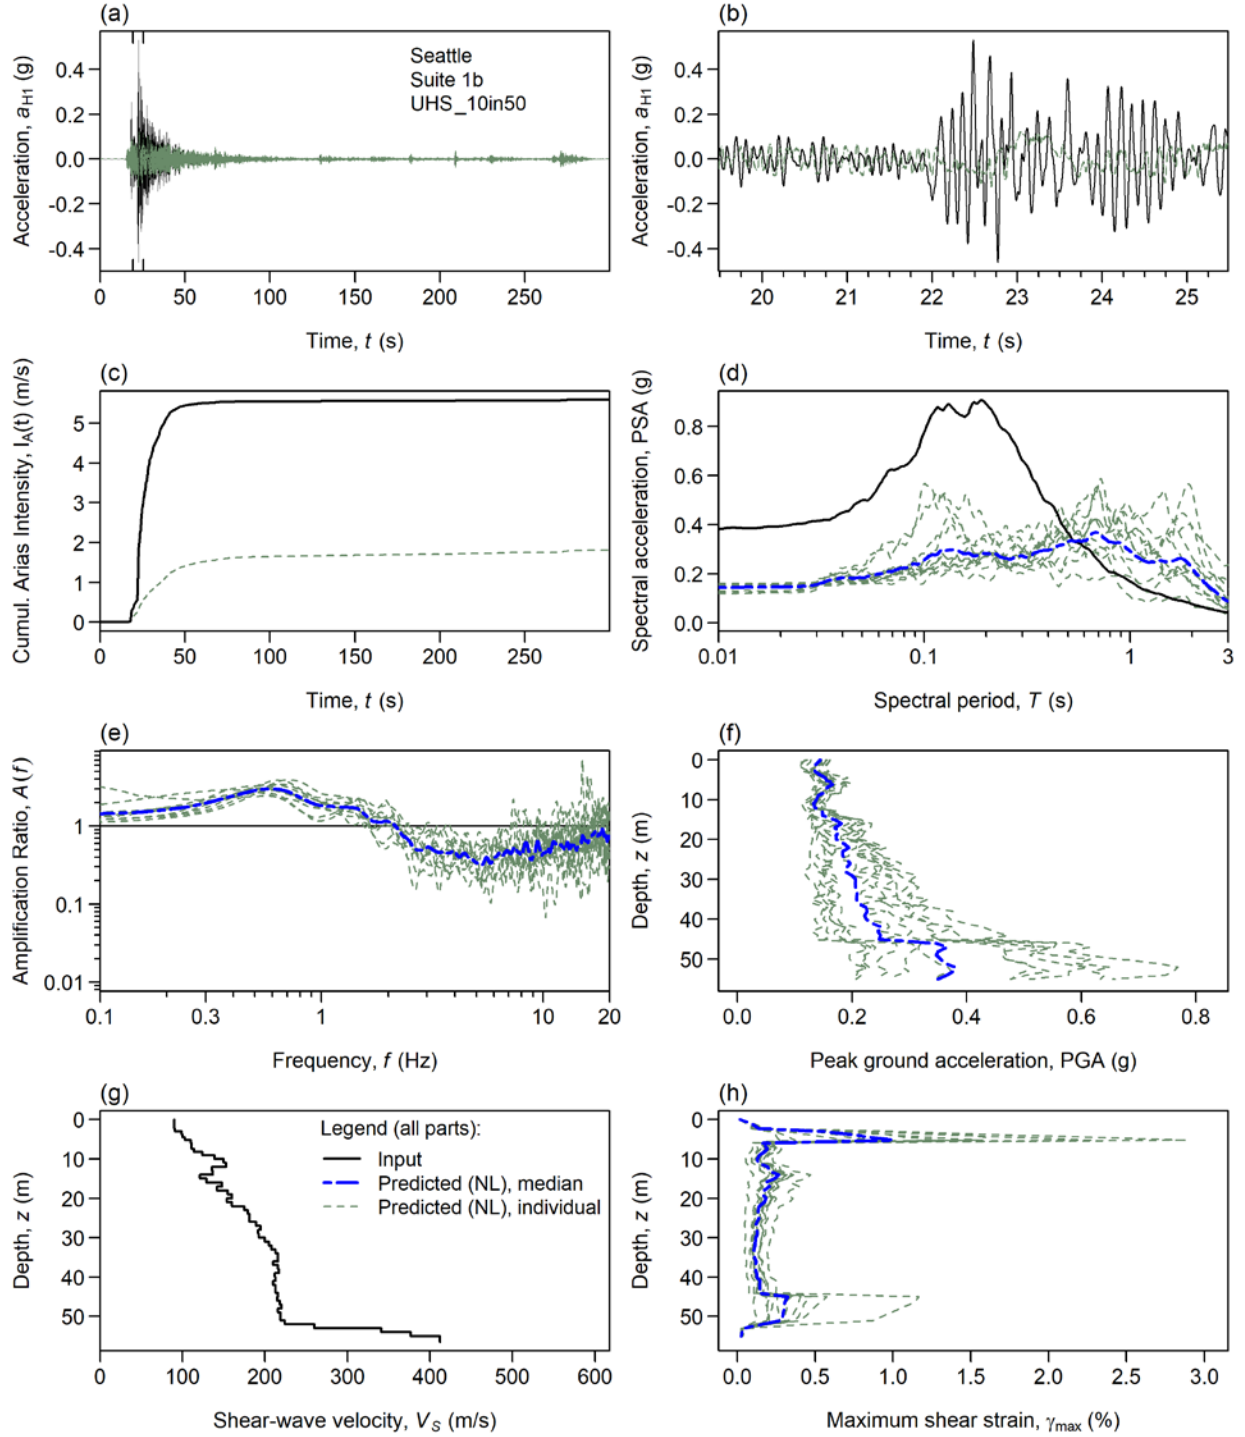 (a)
Acceleration, aH1 (g)
0.4
0.2
0.0
-0.2
-0.4
Seattle
Suite 1b
UHS_10in50
0 50 100 150 200 250
Time, t (s)
(b)
Acceleration, aH1 (g)
0.4
0.2
0.0
-0.2
-0.4
20 21 22 23 24 25
Time, t (s)
(c)
Cumul. Arias Intensity, IA(t) (m/s)
5
4
3
2
1
0
0 50 100 150 200 250
Time, t (s)
(d)
Spectral acceleration, PSA (g)
0.8
0.6
0.4
0.2
0.0
0.01 0.1 1 3
Spectral period, T (s)
(e)
Amplification Ratio, A(f)
1
0.1
0.01
0.1 0.3 1 3 10 20
Frequency, f (Hz)
(f)
Depth, z (m)
0
10
20
30
40
50
0.0 0.2 0.4 0.6 0.8
Peak ground acceleration, PGA (g)
(g)
Depth, z (m)
0
10
20
30
40
50
Legend (all parts):
Input
Predicted (NL), median
Predicted (NL), individual
0 100 200 300 400 500 600
Shear-wave velocity, VS (m/s)
(h)
Depth, z (m)
0
10
20
30
40
50
0.0 0.5 1.0 1.5 2.0 2.5 3.0
Maximum shear strain, γmax (%)